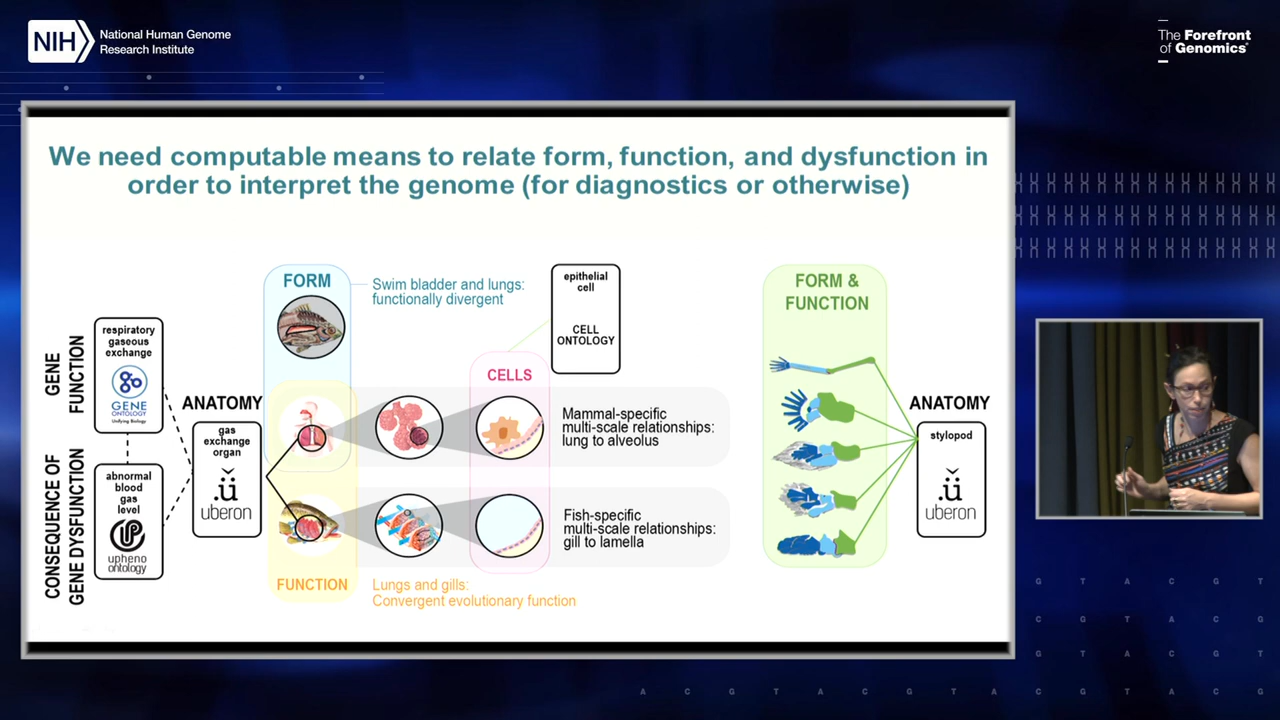 NIH
National Human Genome
Research Institute
The Forefront
of Genomics®
We need computable means to relate form, function, and dysfunction in
order to interpret the genome (for diagnostics or otherwise)
GENE
FUNCTION
respiratory
gaseous
exchange
GENE
ONTOLOGY
Unifying Biology
CONSEQUENCE OF
GENE DYSFUNCTION
abnormal
blood
gas
level
upheno
ontology
ANATOMY
gas
exchange
organ
uberon
FORM
Swim bladder and lungs:
functionally divergent
epithelial
cell
CELL
ONTOLOGY
CELLS
Mammal-specific
multi-scale relationships:
lung to alveolus
Fish-specific
multi-scale relationships:
gill to lamella
FUNCTION
Lungs and gills:
Convergent evolutionary function
FORM &
FUNCTION
ANATOMY
stylopod
.ü
uberon
G T A C G T
C G T A C G
G T A C G T
A C G T A C G T A C G T A C G